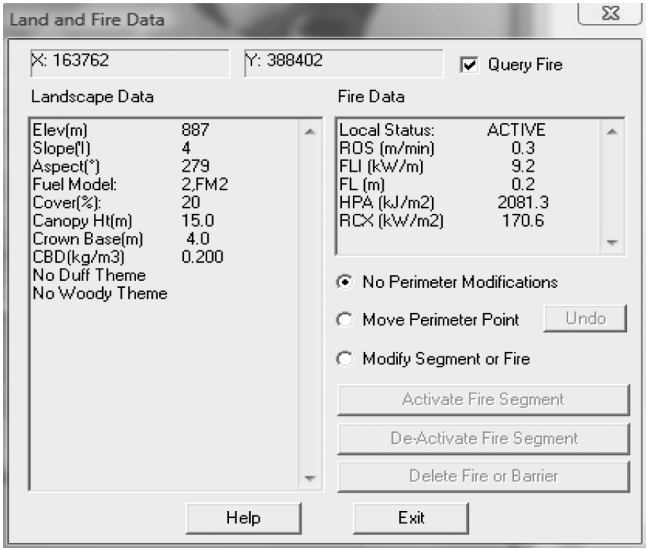 Land and Fire Data
X: 163762 Y: 388402 Query Fire
Landscape Data
Elev(m) 887
Slope(°) 4
Aspect(°) 279
Fuel Model: 2,FM2
Cover(%): 20
Canopy Ht(m) 15.0
Crown Base(m) 4.0
CBD(kg/m3) 0.200
No Duff Theme
No Woody Theme
Fire Data
Local Status: ACTIVE
ROS (m/min) 0.3
FLI (kW/m) 9.2
FL (m) 0.2
HPA (kJ/m2) 2081.3
RCX (kW/m2) 170.6
No Perimeter Modifications
Move Perimeter Point Undo
Modify Segment or Fire
Activate Fire Segment
De-Activate Fire Segment
Delete Fire or Barrier
Help Exit